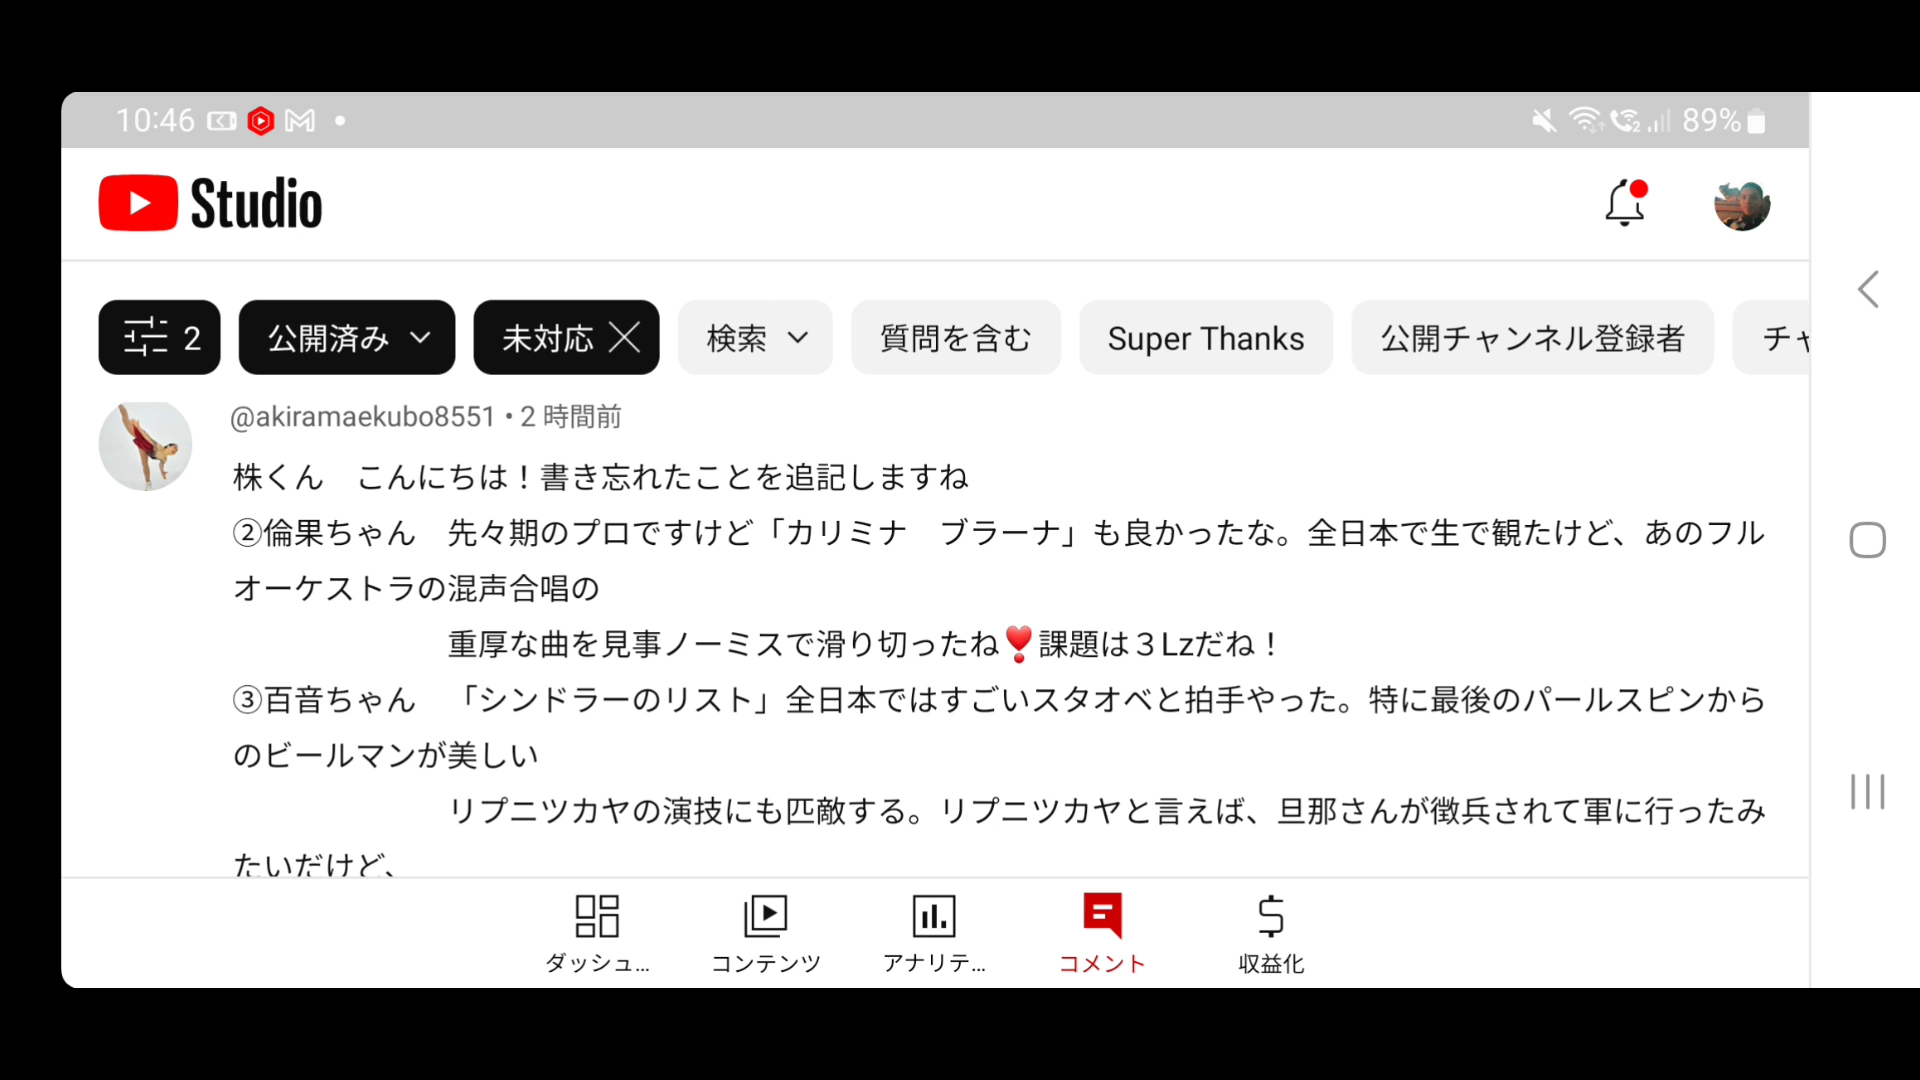 10:46
89%
Studio
2 公開済み 未対応 検索 質問を含む Super Thanks 公開チャンネル登録者 チャ
@akiramaekubo8551 • 2 時間前
株くん　こんにちは！書き忘れたことを追記しますね
②倫果ちゃん　先々期のプロですけど「カリミナ　ブラーナ」も良かったな。全日本で生で観たけど、あのフル
オーケストラの混声合唱の
重厚な曲を見事ノーミスで滑り切ったね❣️課題は３Lzだね！
③百音ちゃん　「シンドラーのリスト」全日本ではすごいスタオベと拍手やった。特に最後のパールスピンから
のビールマンが美しい
リプニツカヤの演技にも匹敵する。リプニツカヤと言えば、旦那さんが徴兵されて軍に行ったみ
たいだけど、
ダッシュ... コンテンツ アナリテ... コメント 収益化